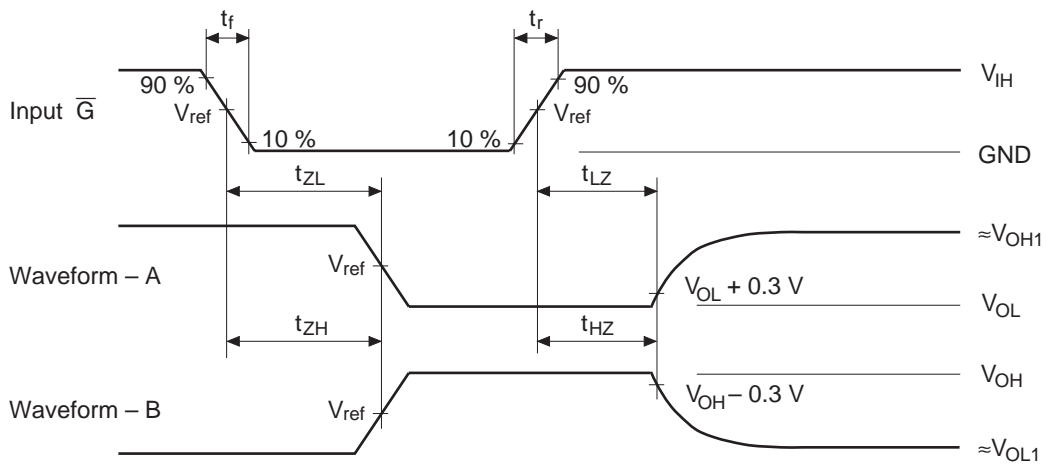 tf
tr
90 %
90 %
VIH
Input G
Vref
Vref
10 %
10 %
GND
tZL
tLZ
≈VOH1
Vref
Waveform – A
VOL + 0.3 V
VOL
tZH
tHZ
VOH
VOH – 0.3 V
Waveform – B
Vref
≈VOL1